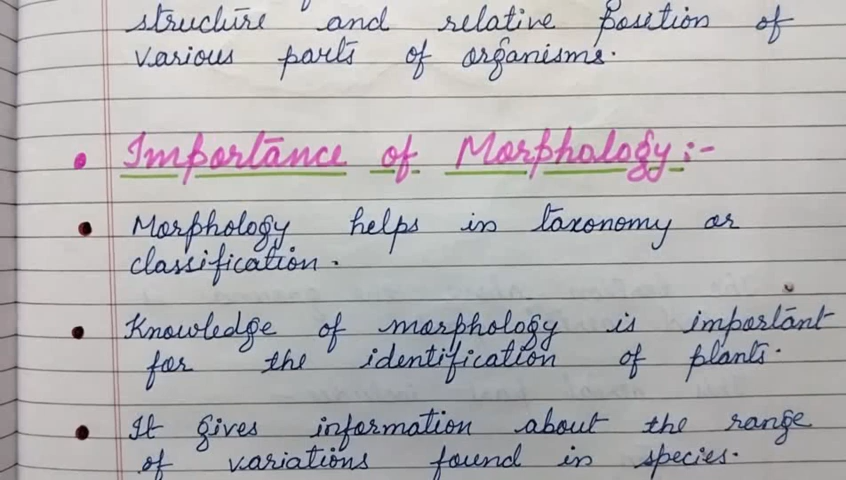 structure and relative position of
various parts of organisms.
• Importance of Morphology:-
• Morphology helps in taxonomy or
classification.
• Knowledge of morphology is important
for the identification of plants.
• It gives information about the range
of variations found in species.